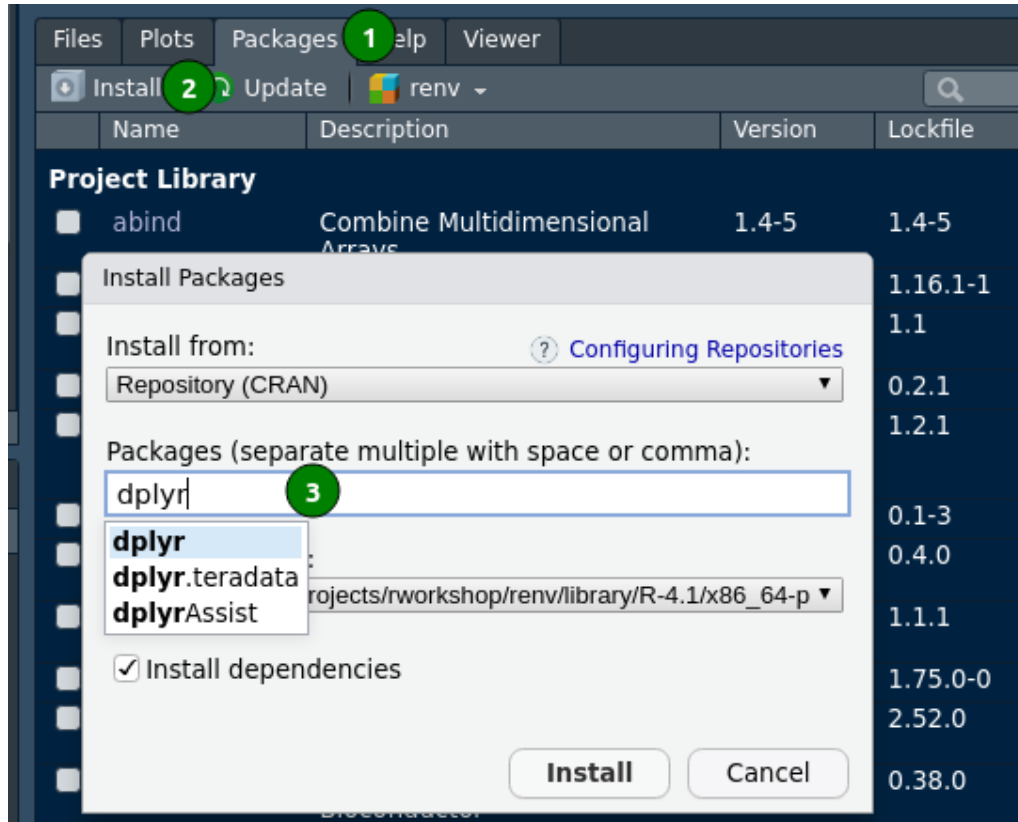 Files Plots Packages 1 elp Viewer
Install 2 Update renv
Name Description Version Lockfile
Project Library
abind Combine Multidimensional 1.4-5 1.4-5
Arrays
Install Packages
1.16.1-1
1.1
Install from: ? Configuring Repositories
Repository (CRAN)
0.2.1
1.2.1
Packages (separate multiple with space or comma):
dplyr 3
0.1-3
dplyr
0.4.0
dplyr.teradata :
rojects/rworkshop/renv/library/R-4.1/x86_64-p
dplyrAssist
1.1.1
Install dependencies
1.75.0-0
2.52.0
Install Cancel
0.38.0